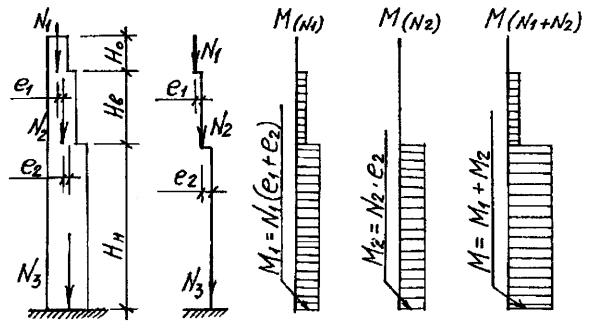 N1
H0
e1
Hв
N2
e2
Hн
N3
N1
e1
N2
e2
N3
M(N1)
M1 = N1(e1+e2)
M(N2)
M2 = N2·e2
M(N1+N2)
M = M1 + M2